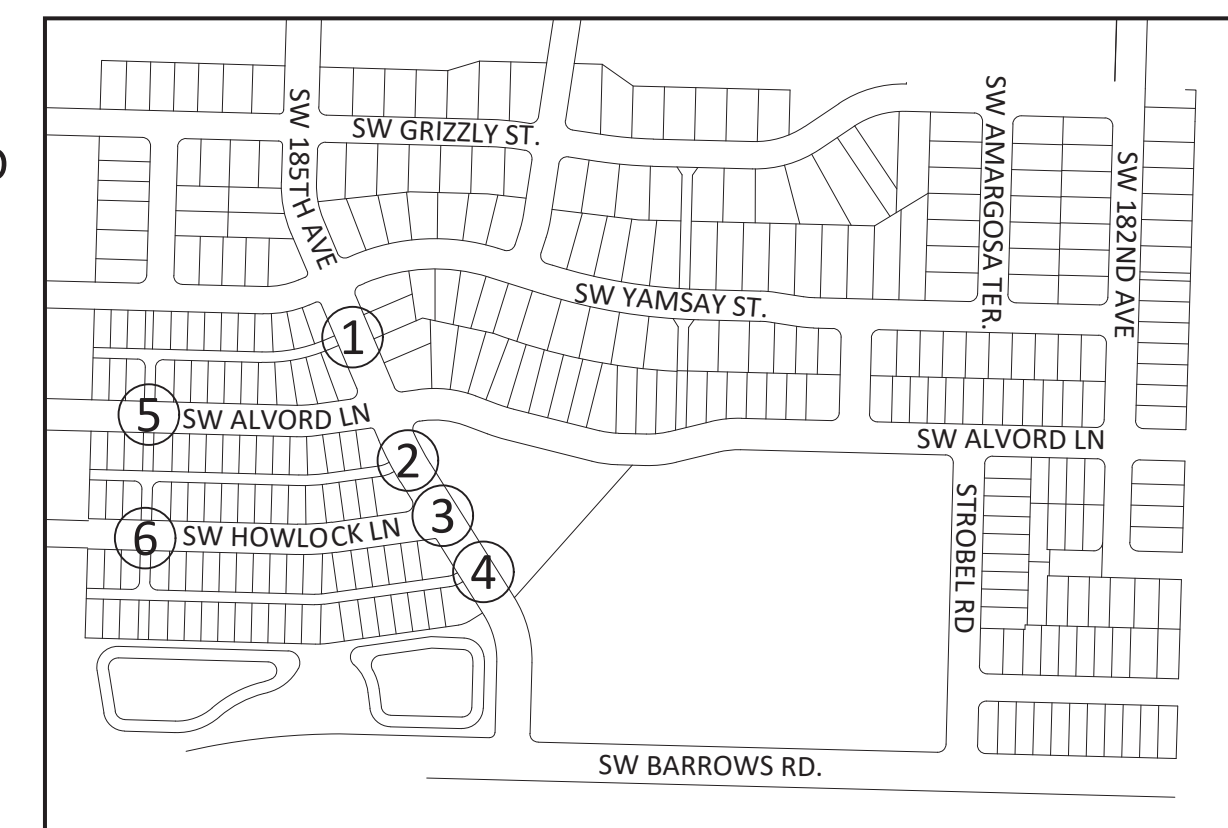 SW GRIZZLY ST.
SW 185TH AVE
SW AMARGOSA TER.
SW 182ND AVE
SW YAMSAY ST.
1
5
SW ALVORD LN
SW ALVORD LN
2
3
6
SW HOWLOCK LN
4
STROBEL RD
SW BARROWS RD.